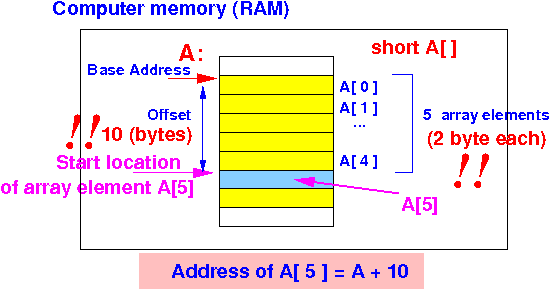 Computer memory (RAM)
A:
short A[ ]
Base Address
A[ 0 ]
Offset
A[ 1 ]
5 array elements
...
!! 10 (bytes)
(2 byte each)
!!
Start location
A[ 4 ]
of array element A[5]
A[5]
Address of A[ 5 ] = A + 10